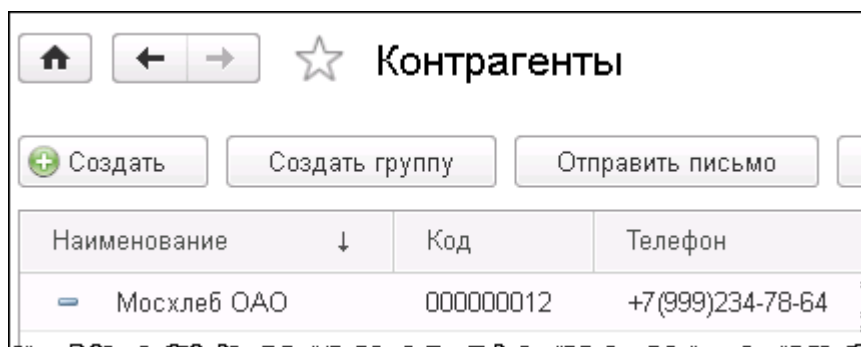 Контрагенты
Создать Создать группу Отправить письмо
Наименование ↓ Код Телефон
Мосхлеб ОАО 000000012 +7(999)234-78-64